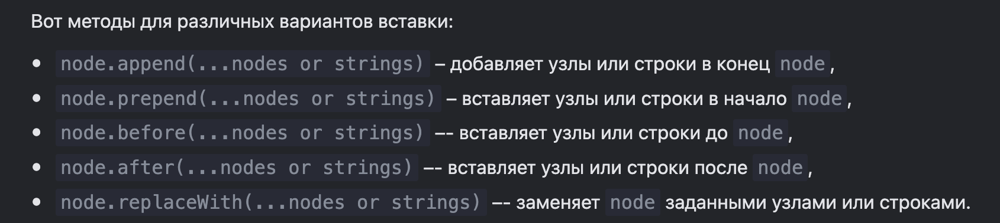 Вот методы для различных вариантов вставки:
• node.append(...nodes or strings) – добавляет узлы или строки в конец node,
• node.prepend(...nodes or strings) – вставляет узлы или строки в начало node,
• node.before(...nodes or strings) –- вставляет узлы или строки до node,
• node.after(...nodes or strings) –- вставляет узлы или строки после node,
• node.replaceWith(...nodes or strings) –- заменяет node заданными узлами или строками.